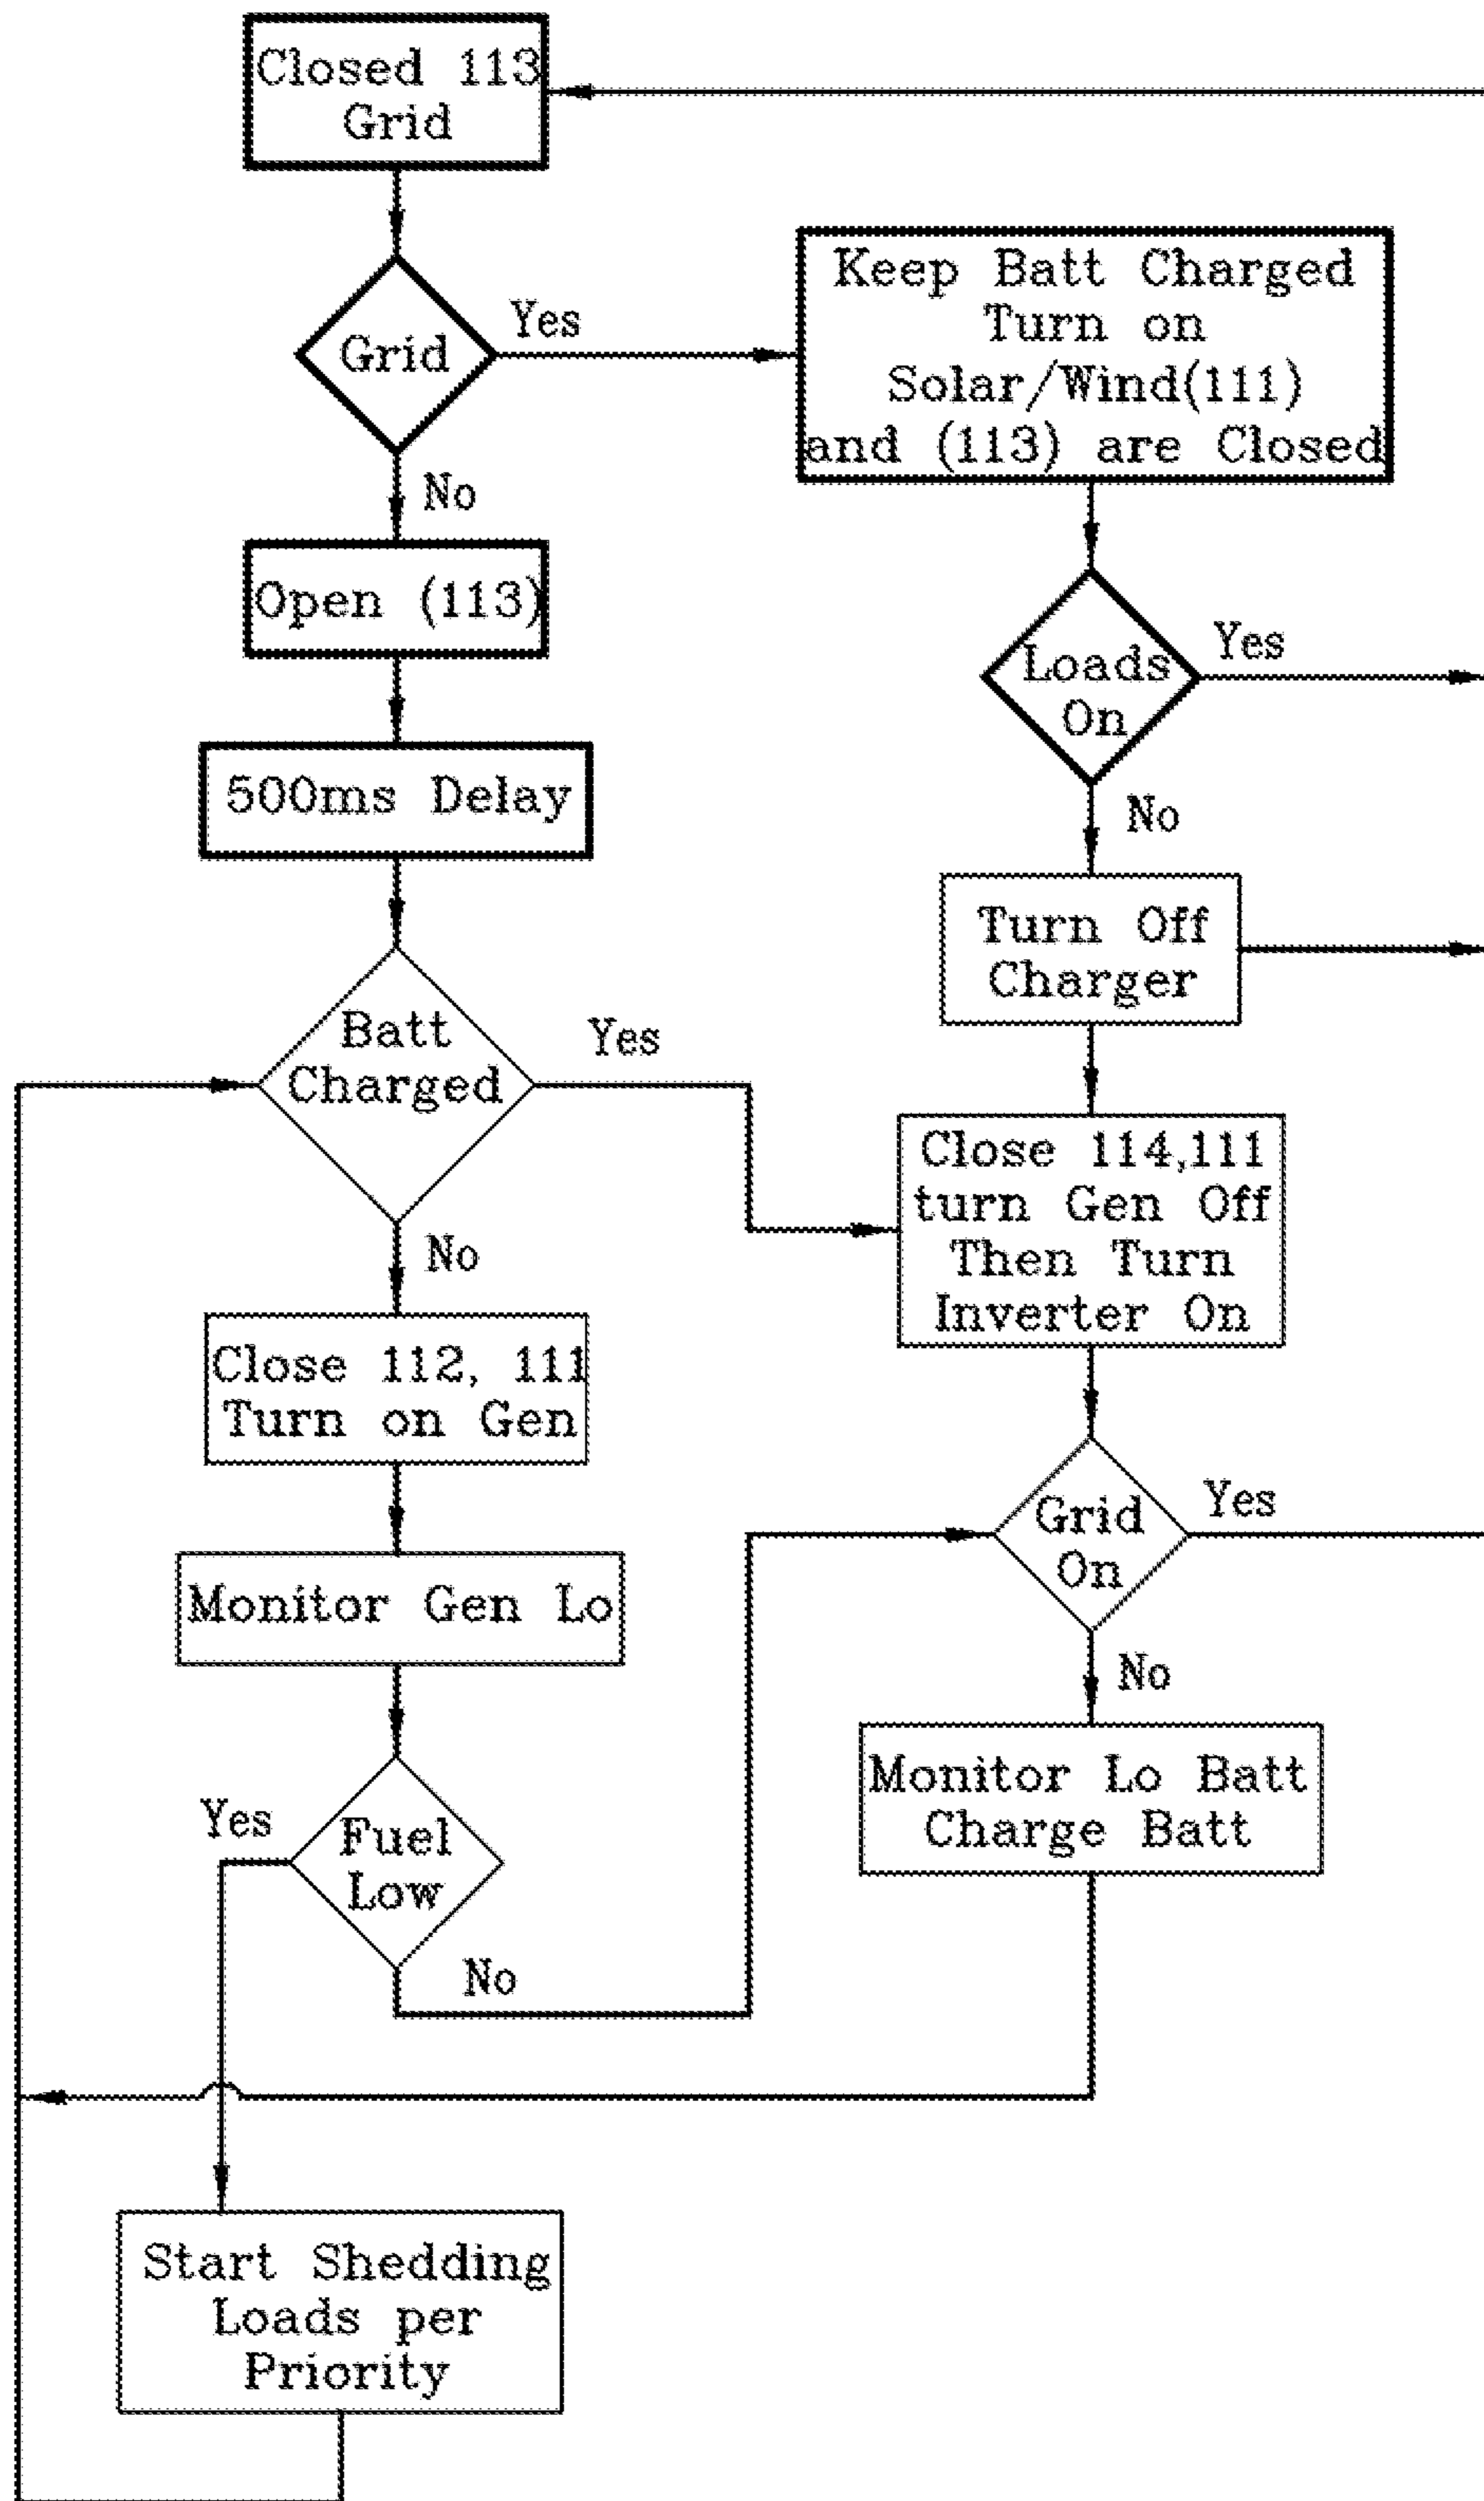 Closed 113
Grid
Grid
Yes
No
Keep Batt Charged
Turn on
Solar/Wind(111)
and (113) are Closed
Open (113)
Loads
On
Yes
No
500ms Delay
Turn Off
Charger
Batt
Charged
Yes
No
Close 114,111
turn Gen Off
Then Turn
Inverter On
Close 112, 111
Turn on Gen
Grid
On
Yes
No
Monitor Gen Lo
Monitor Lo Batt
Charge Batt
Yes
Fuel
Low
No
Start Shedding
Loads per
Priority